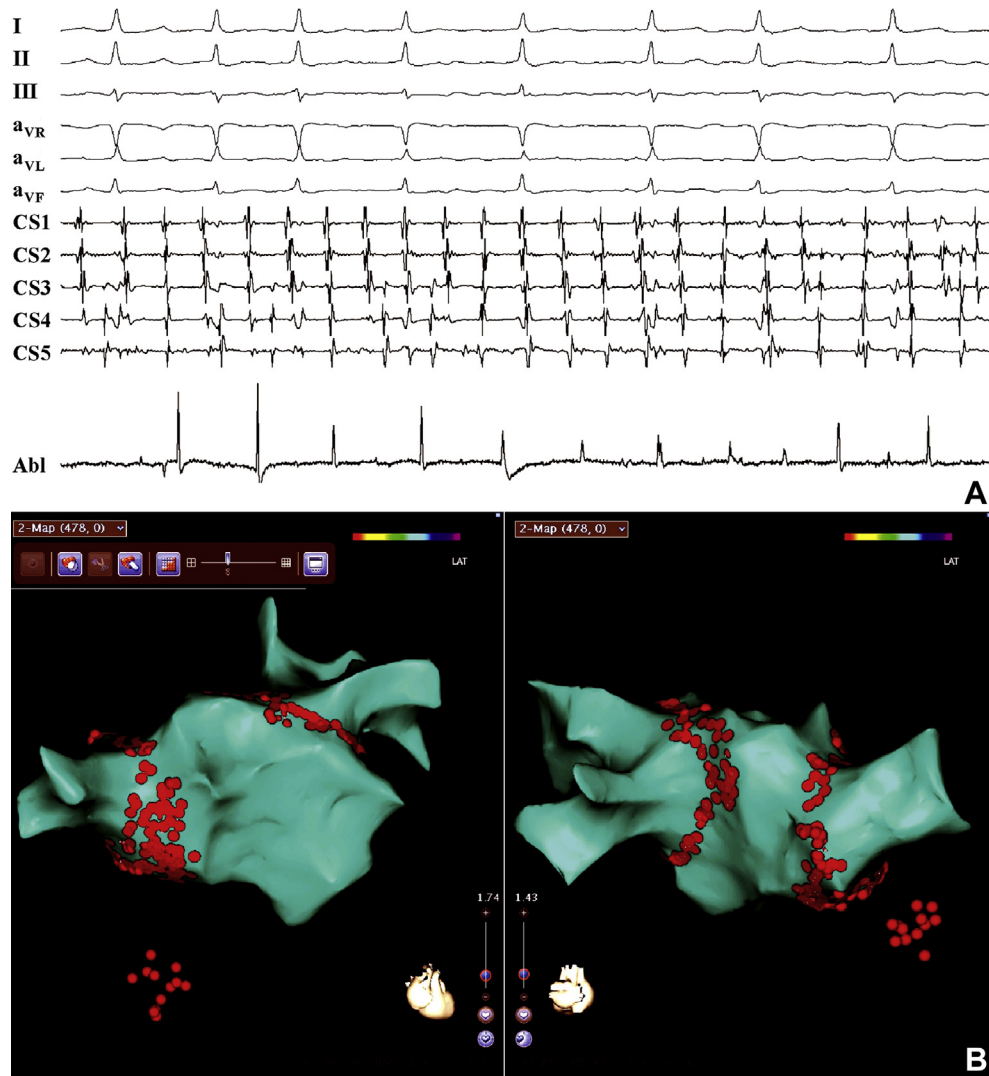 I
II
III
aVR
aVL
aVF
CS1
CS2
CS3
CS4
CS5
Abl
A
2-Map (478, 0)
LAT
2-Map (478, 0)
LAT
1.74
1.43
B